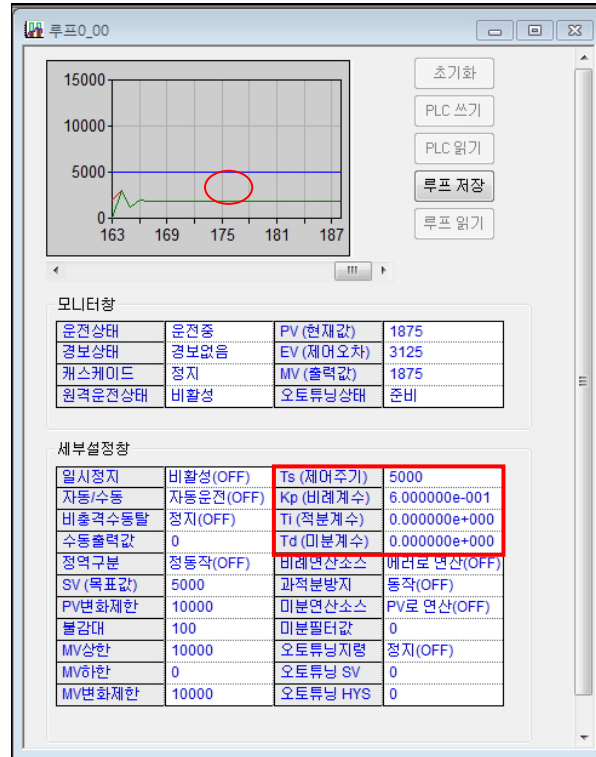 루프0_00
초기화
PLC 쓰기
PLC 읽기
루프 저장
루프 읽기
15000
10000
5000
0
163 169 175 181 187
모니터창
운전상태 운전중 PV (현재값) 1875
경보상태 경보없음 EV (제어오차) 3125
캐스케이드 정지 MV (출력값) 1875
원격운전상태 비활성 오토튜닝상태 준비
세부설정창
일시정지 비활성(OFF) Ts (제어주기) 5000
자동/수동 자동운전(OFF) Kp (비례계수) 6.000000e-001
비충격수동탈 정지(OFF) Ti (적분계수) 0.000000e+000
수동출력값 0 Td (미분계수) 0.000000e+000
정역구분 정동작(OFF) 비례연산소스 에러로 연산(OFF)
SV (목표값) 5000 과적분방지 동작(OFF)
PV변화제한 10000 미분연산소스 PV로 연산(OFF)
불감대 100 미분필터값 0
MV상한 10000 오토튜닝지령 정지(OFF)
MV하한 0 오토튜닝 SV 0
MV변화제한 10000 오토튜닝 HYS 0